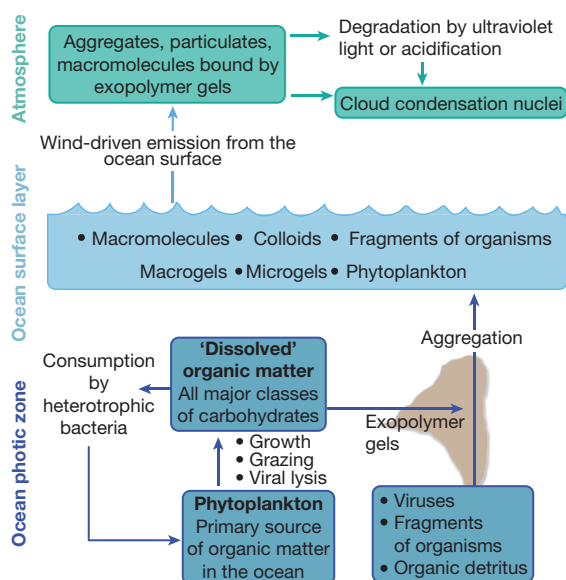 Atmosphere
Aggregates, particulates,
macromolecules bound by
exopolymer gels
Degradation by ultraviolet
light or acidification
Cloud condensation nuclei
Wind-driven emission from the
ocean surface
Ocean surface layer
• Macromolecules • Colloids • Fragments of organisms
Macrogels • Microgels • Phytoplankton
Ocean photic zone
Aggregation
Consumption
by
heterotrophic
bacteria
‘Dissolved’
organic matter
All major classes
of carbohydrates
Exopolymer
gels
• Growth
• Grazing
• Viral lysis
Phytoplankton
Primary source
of organic matter
in the ocean
• Viruses
• Fragments
of organisms
• Organic detritus